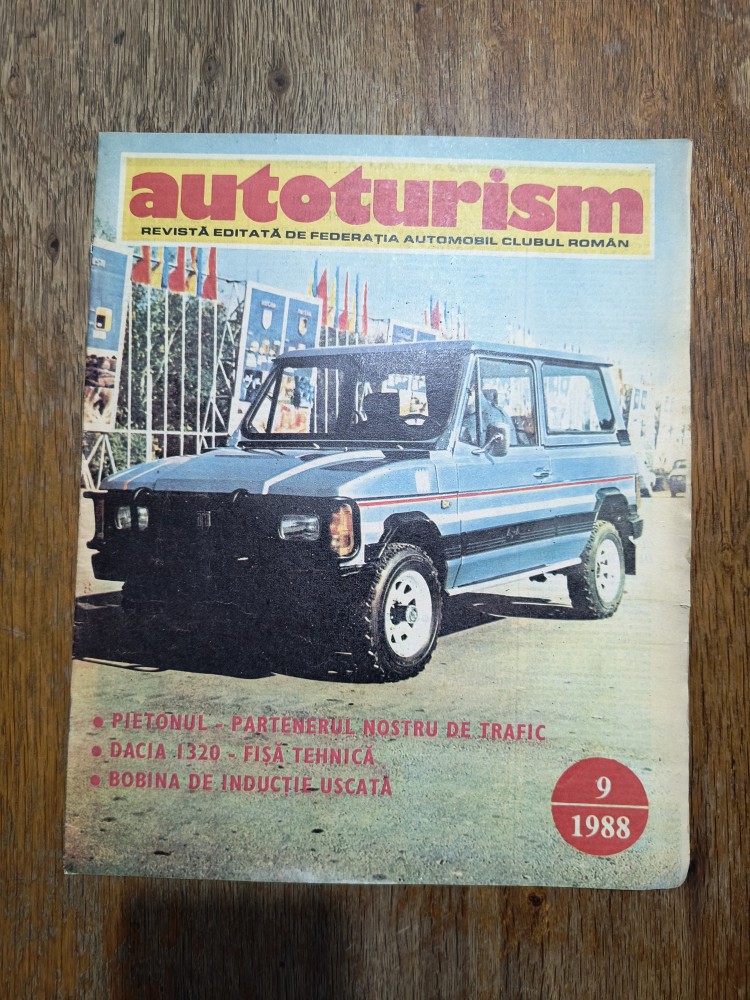 autoturism
REVISTĂ EDITATĂ DE FEDERAȚIA AUTOMOBIL CLUBUL ROMÂN
• PIETONUL - PARTENERUL NOSTRU DE TRAFIC
• DACIA 1320 - FIȘĂ TEHNICĂ
• BOBINA DE INDUCȚIE USCATĂ
9
1988